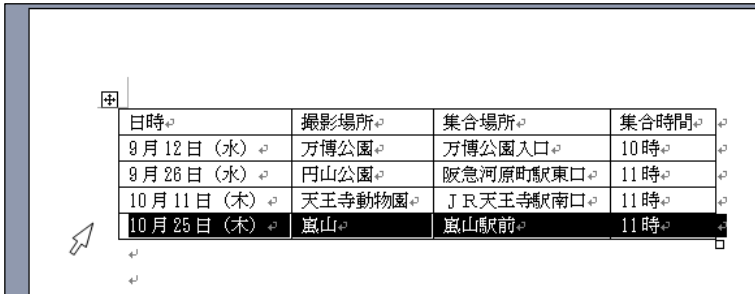 日時 撮影場所 集合場所 集合時間
9月12日（水） 万博公園 万博公園入口 10時
9月26日（水） 円山公園 阪急河原町駅東口 11時
10月11日（木） 天王寺動物園 ＪＲ天王寺駅南口 11時
10月25日（木） 嵐山 嵐山駅前 11時